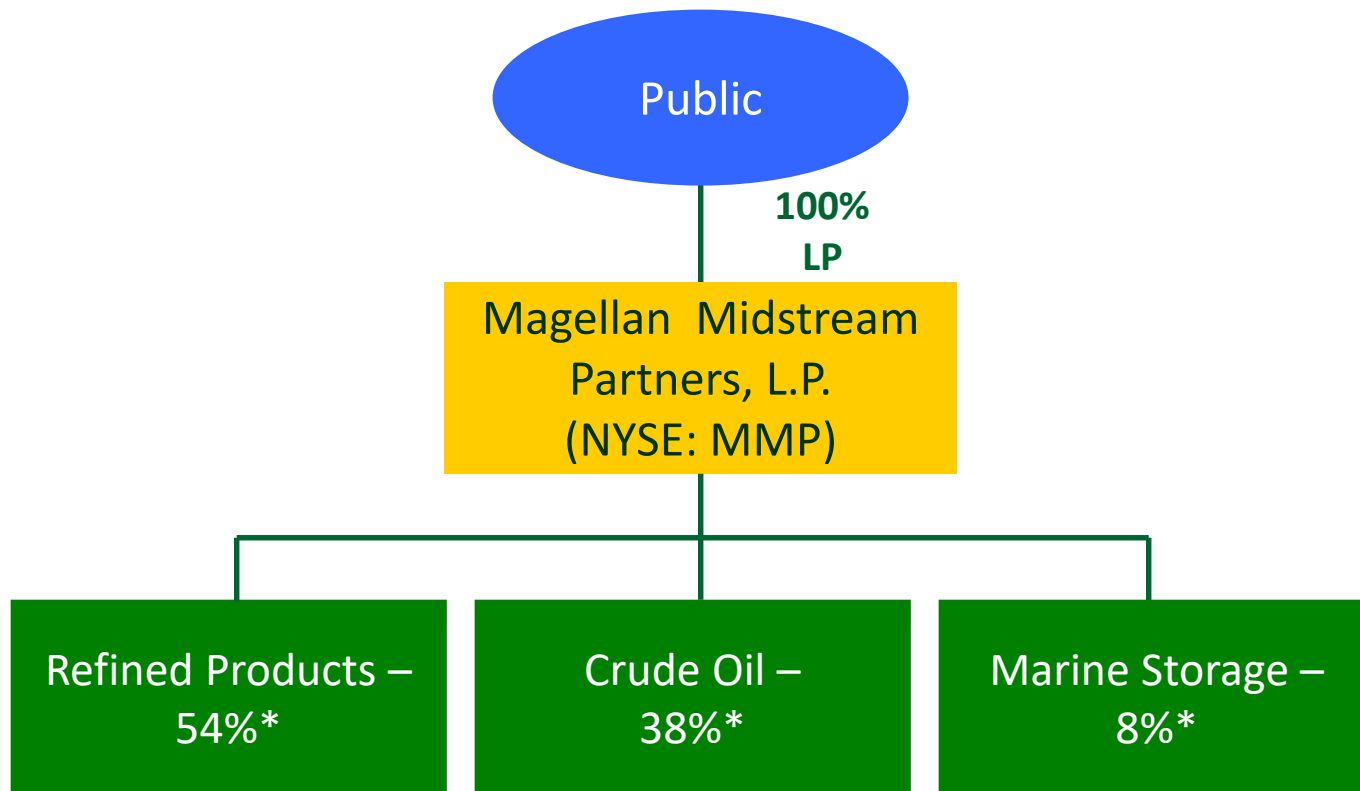 Public
100%
LP
Magellan  Midstream
Partners, L.P.
(NYSE: MMP)
Refined Products –
54%*
Crude Oil –
38%*
Marine Storage –
8%*